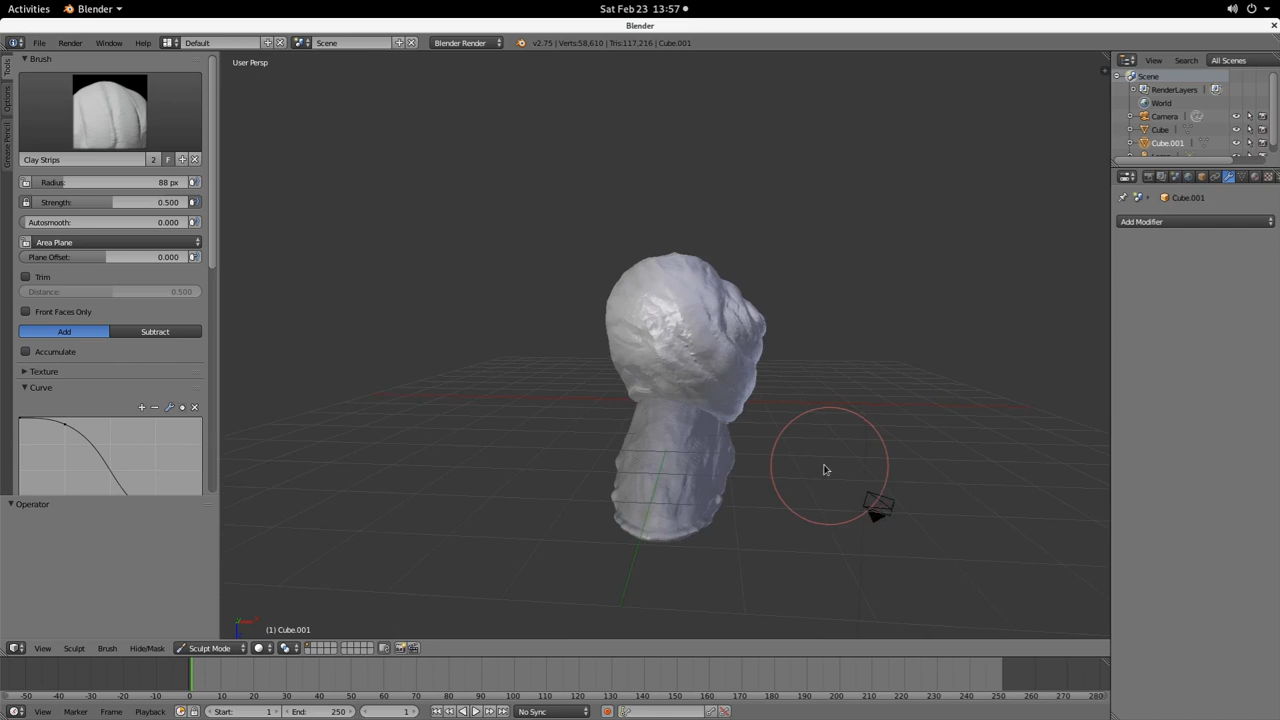 Activities Blender Sat Feb 23 13:57
Blender
File Render Window Help Default Scene Blender Render v2.75 | Verts:58,610 | Tris:117,216 | Cube.001
View Search All Scenes
Tools
Options
Grease Pencil
Brush
Clay Strips 2 F
Radius: 88 px
Strength: 0.500
Autosmooth: 0.000
Area Plane
Plane Offset: 0.000
Trim
Distance: 0.500
Front Faces Only
Add Subtract
Accumulate
Texture
Curve
Operator
User Persp
(1) Cube.001
Scene
RenderLayers
World
Camera
Cube
Cube.001
Cube.001
Add Modifier
View Sculpt Brush Hide/Mask Sculpt Mode
-50 -40 -30 -20 -10 0 10 20 30 40 50 60 70 80 90 100 110 120 130 140 150 160 170 180 190 200 210 220 230 240 250 260 270 280
View Marker Frame Playback Start: 1 End: 250 1 No Sync